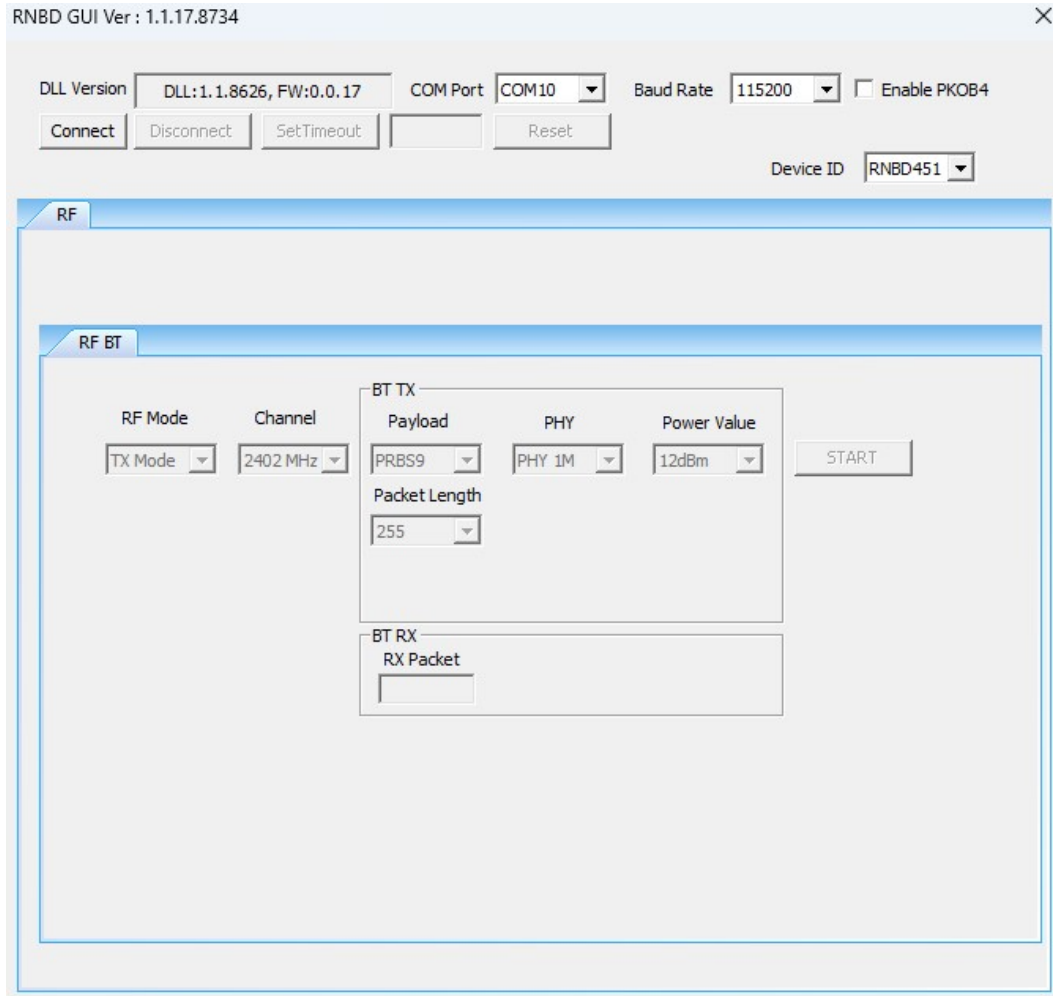 RNBD GUI Ver : 1.1.17.8734
DLL Version DLL:1.1.8626, FW:0.0.17 COM Port COM10 Baud Rate 115200 Enable PKOB4
Connect Disconnect SetTimeout Reset
Device ID RNBD451
RF
RF BT
BT TX
RF Mode Channel Payload PHY Power Value
TX Mode 2402 MHz PRBS9 PHY 1M 12dBm START
Packet Length
255
BT RX
RX Packet